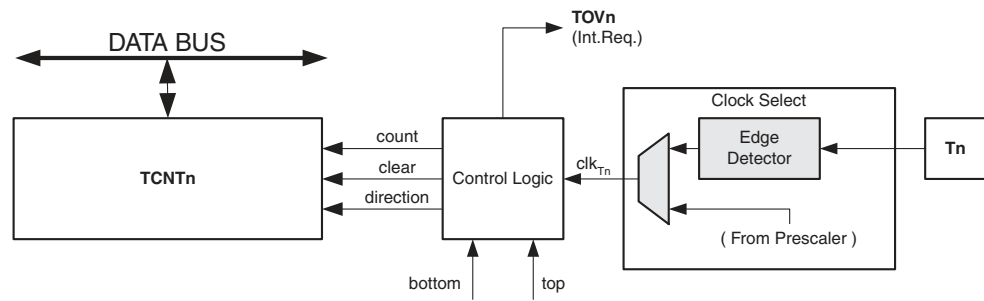 TOVn
(Int.Req.)
DATA BUS
Clock Select
count
Edge
Detector
Tn
TCNTn
clear
Control Logic
clkTn
direction
( From Prescaler )
bottom
top